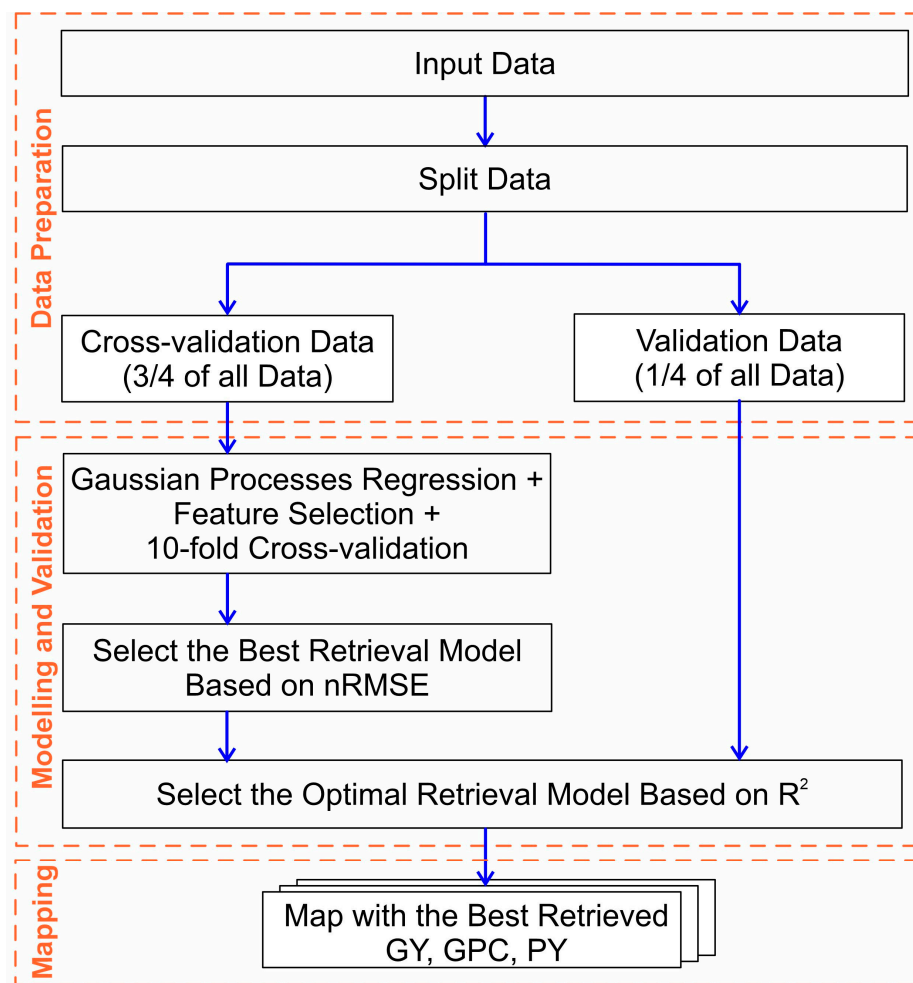 Data Preparation
Input Data
Split Data
Cross-validation Data
(3/4 of all Data)
Validation Data
(1/4 of all Data)
Modelling and Validation
Gaussian Processes Regression +
Feature Selection +
10-fold Cross-validation
Select the Best Retrieval Model
Based on nRMSE
Select the Optimal Retrieval Model Based on R²
Mapping
Map with the Best Retrieved
GY, GPC, PY